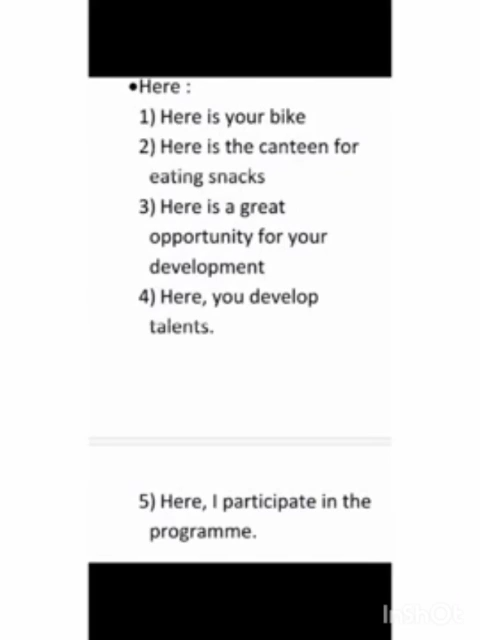 •Here :
1) Here is your bike
2) Here is the canteen for
eating snacks
3) Here is a great
opportunity for your
development
4) Here, you develop
talents.
5) Here, I participate in the
programme.
InShOt